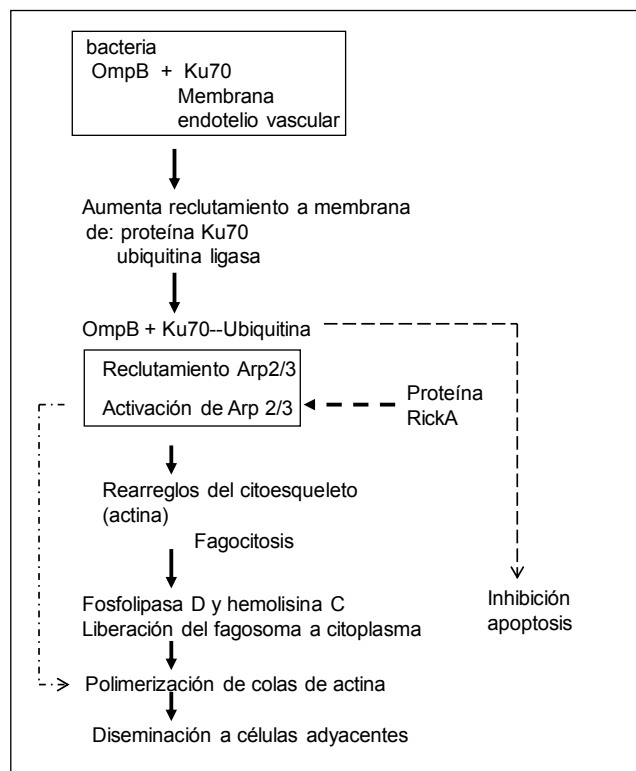 bacteria
OmpB + Ku70
Membrana
endotelio vascular
Aumenta reclutamiento a membrana
de: proteína Ku70
ubiquitina ligasa
OmpB + Ku70--Ubiquitina
Reclutamiento Arp2/3
Activación de Arp 2/3
Proteína
RickA
Rearreglos del citoesqueleto
(actina)
Fagocitosis
Fosfolipasa D y hemolisina C
Liberación del fagosoma a citoplasma
Inhibición
apoptosis
Polimerización de colas de actina
Diseminación a células adyacentes